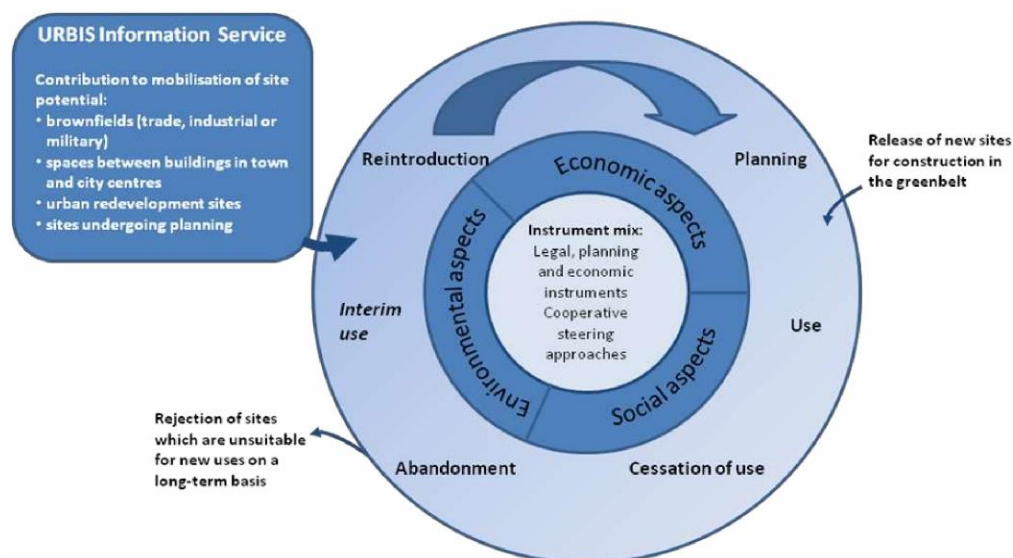 URBIS Information Service
Contribution to mobilisation of site
potential:
• brownfields (trade, industrial or
military)
• spaces between buildings in town
and city centres
• urban redevelopment sites
• sites undergoing planning
Reintroduction
Planning
Release of new sites
for construction in
the greenbelt
Economic aspects
Environmental aspects
Social aspects
Instrument mix:
Legal, planning
and economic
instruments
Cooperative
steering
approaches
Interim
use
Use
Rejection of sites
which are unsuitable
for new uses on a
long-term basis
Abandonment
Cessation of use